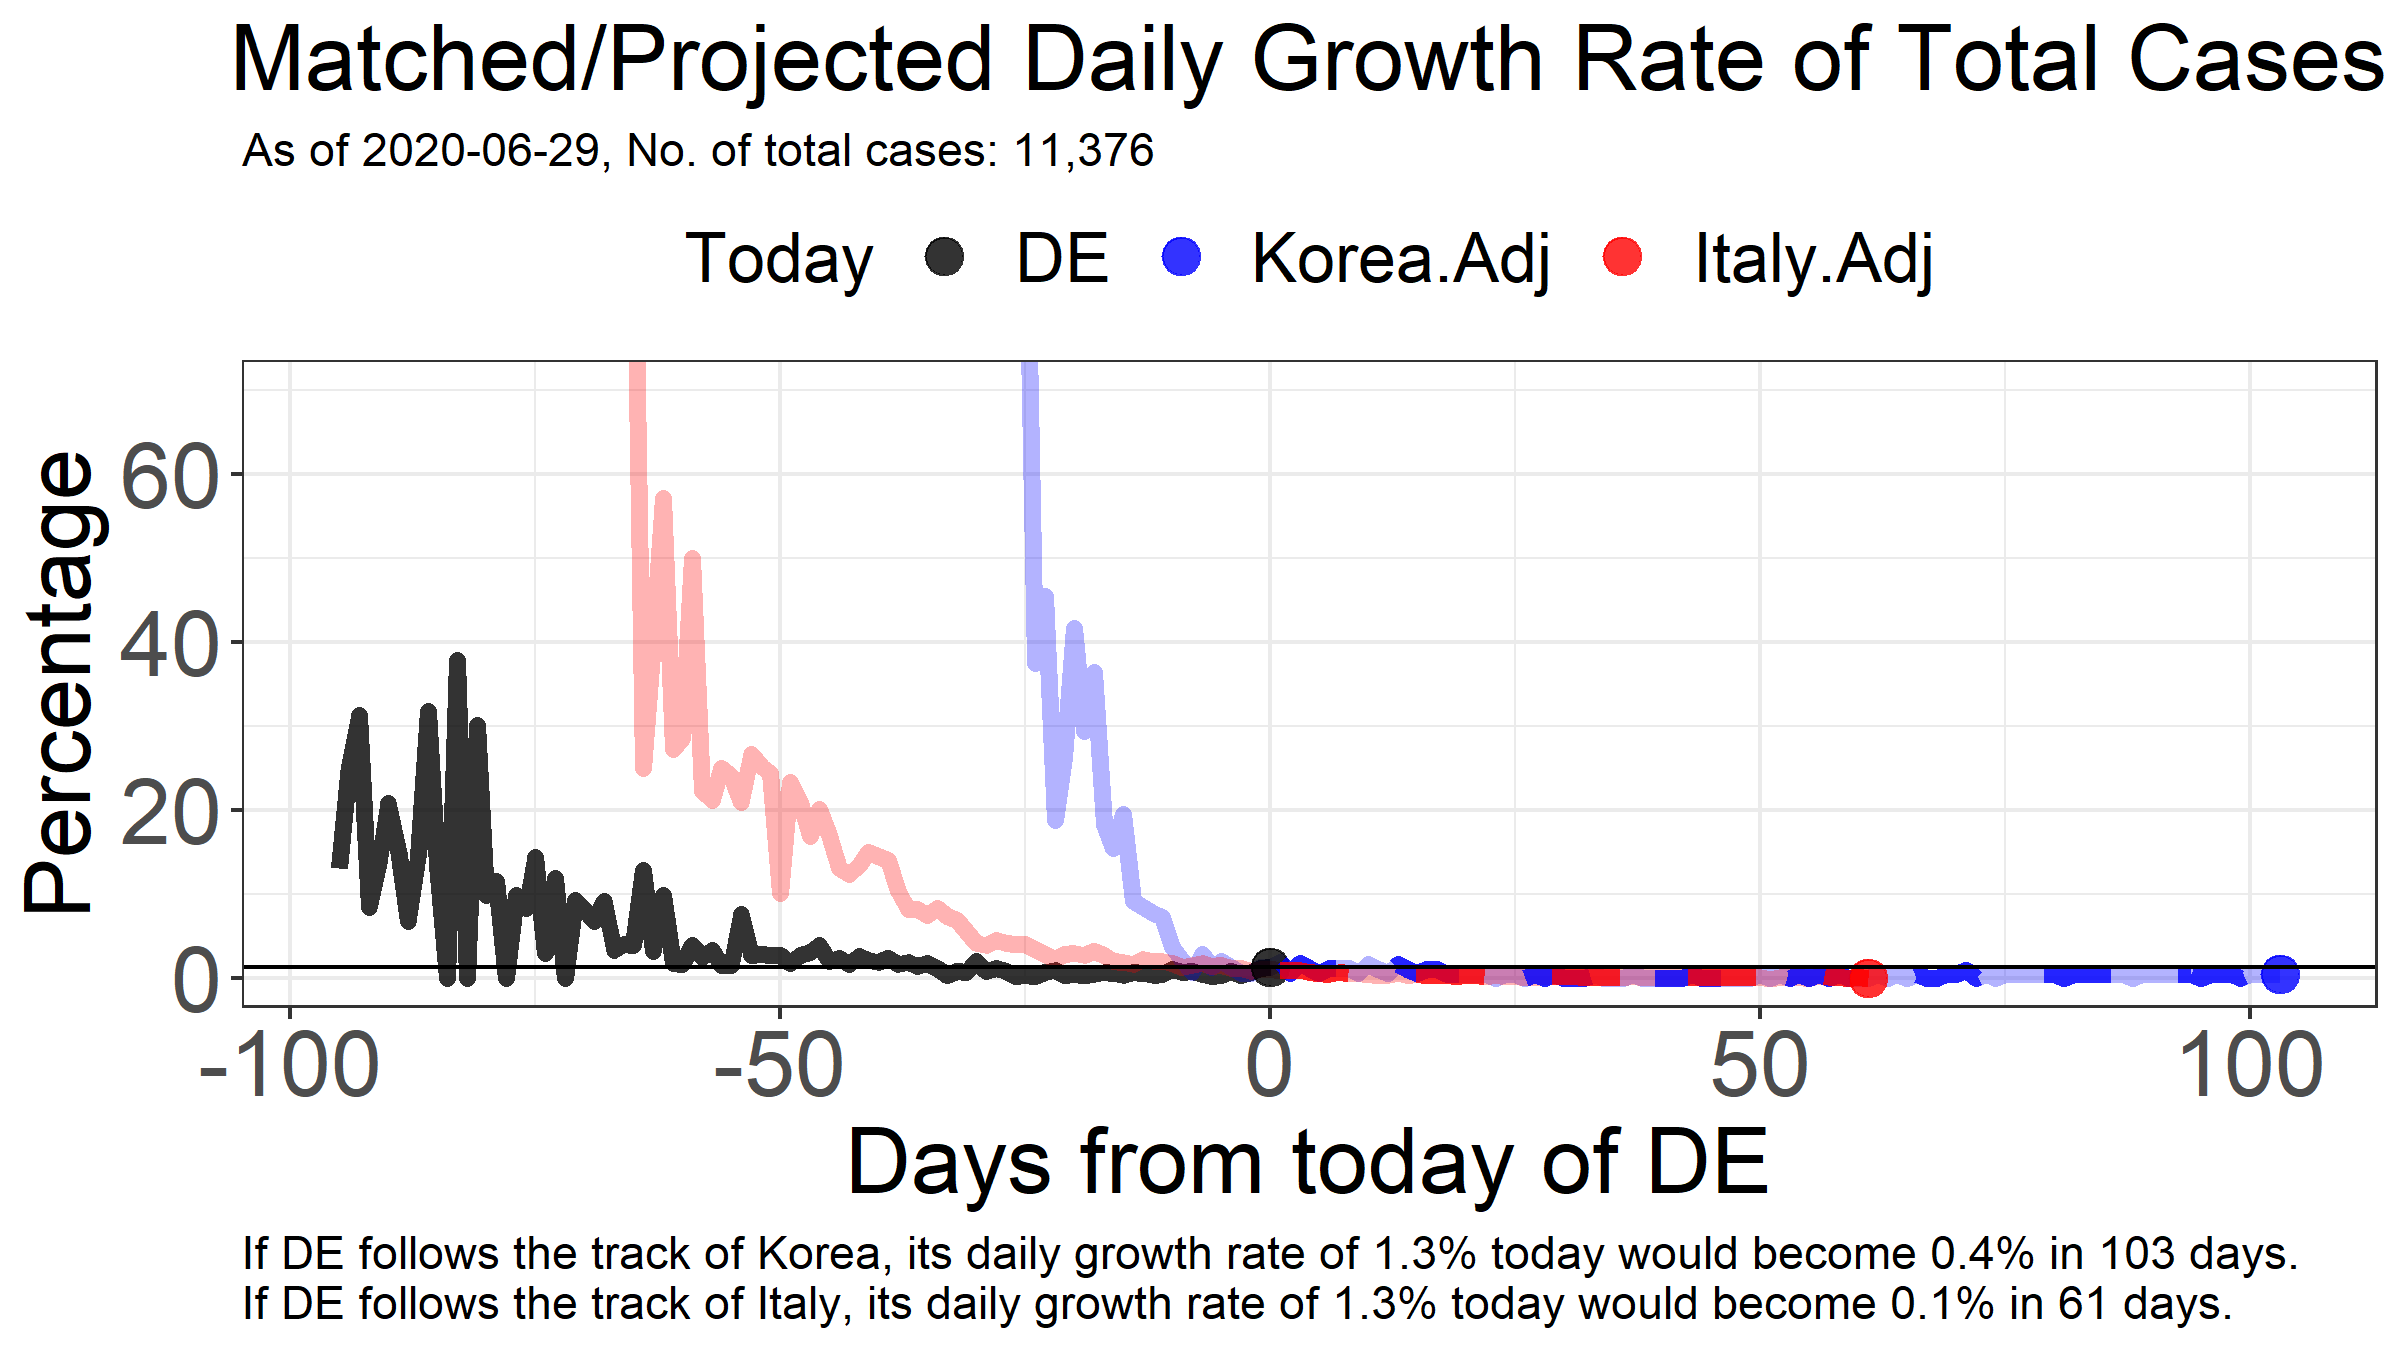 Matched/Projected Daily Growth Rate of Total Cases
As of 2020-06-29, No. of total cases: 11,376
Today DE Korea.Adj Italy.Adj
Percentage
60
40
20
0
-100 -50 0 50 100
Days from today of DE
If DE follows the track of Korea, its daily growth rate of 1.3% today would become 0.4% in 103 days.
If DE follows the track of Italy, its daily growth rate of 1.3% today would become 0.1% in 61 days.